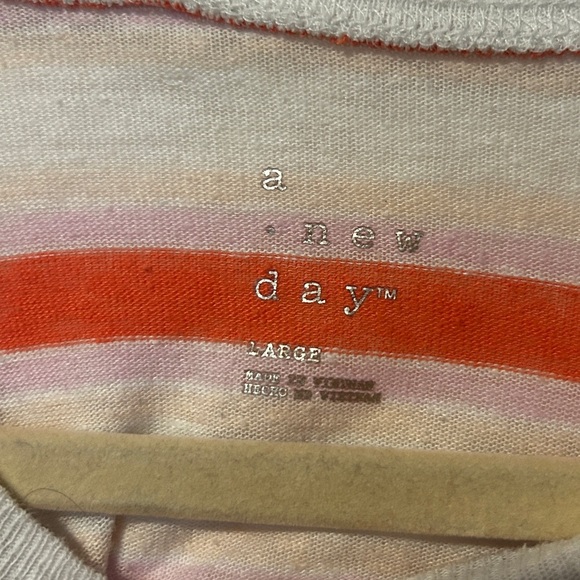 a
· new
day™
LARGE
MADE IN VIETNAM
HECHO EN VIETNAM